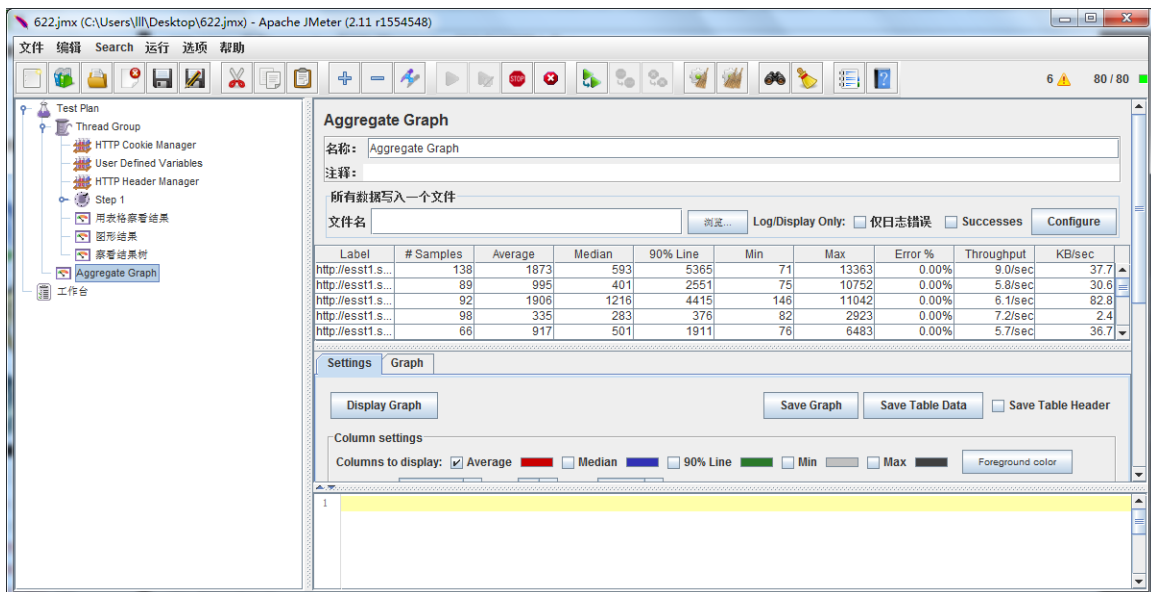 622.jmx (C:\Users\lll\Desktop\622.jmx) - Apache JMeter (2.11 r1554548)
文件 编辑 Search 运行 选项 帮助
STOP
6 80 / 80
Test Plan
Thread Group
HTTP Cookie Manager
User Defined Variables
HTTP Header Manager
Step 1
用表格察看结果
图形结果
察看结果树
Aggregate Graph
工作台
Aggregate Graph
名称: Aggregate Graph
注释:
所有数据写入一个文件
文件名 浏览... Log/Display Only: 仅日志错误 Successes Configure
Label # Samples Average Median 90% Line Min Max Error % Throughput KB/sec
http://esst1.s... 138 1873 593 5365 71 13363 0.00% 9.0/sec 37.7
http://esst1.s... 89 995 401 2551 75 10752 0.00% 5.8/sec 30.6
http://esst1.s... 92 1906 1216 4415 146 11042 0.00% 6.1/sec 82.8
http://esst1.s... 98 335 283 376 82 2923 0.00% 7.2/sec 2.4
http://esst1.s... 66 917 501 1911 76 6483 0.00% 5.7/sec 36.7
Settings Graph
Display Graph Save Graph Save Table Data Save Table Header
Column settings
Columns to display: Average Median 90% Line Min Max Foreground color
1